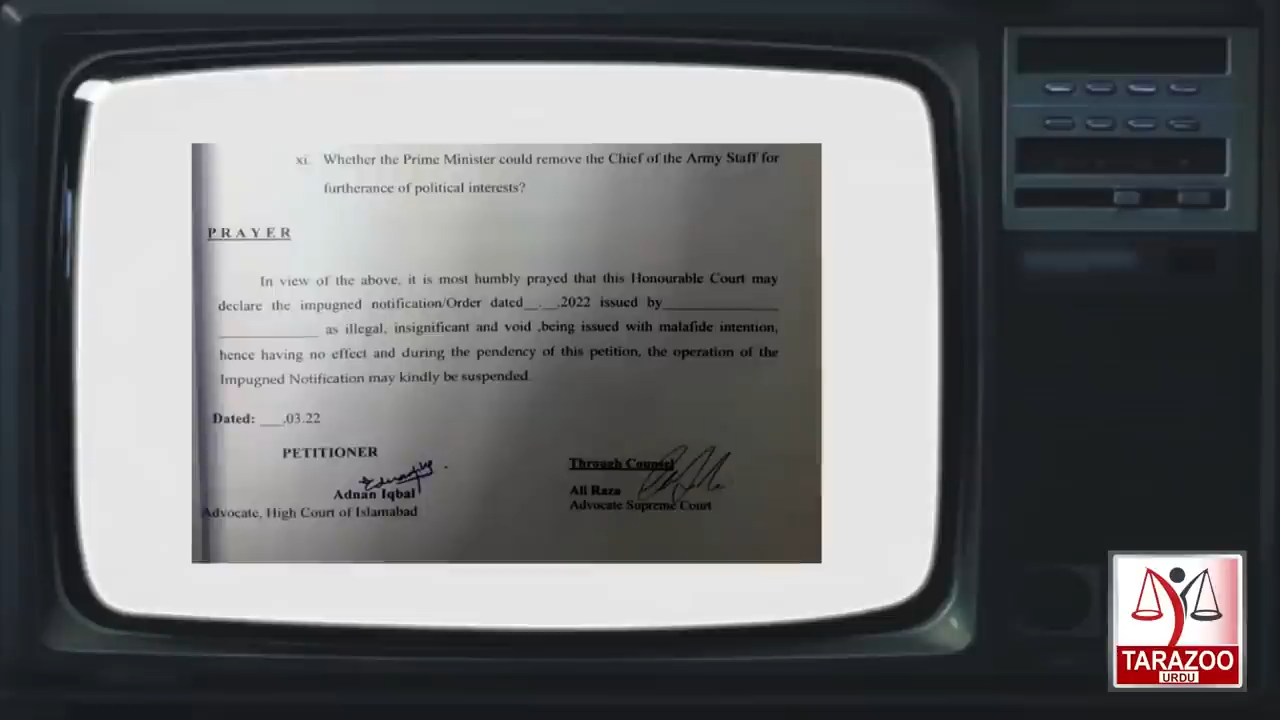 xi. Whether the Prime Minister could remove the Chief of the Army Staff for
furtherance of political interests?
PRAYER
In view of the above, it is most humbly prayed that this Honourable Court may
declare the impugned notification/Order dated__.__.2022 issued by__________
__________ as illegal, insignificant and void ,being issued with malafide intention,
hence having no effect and during the pendency of this petition, the operation of the
Impugned Notification may kindly be suspended.
Dated: ___.03.22
PETITIONER
Adnan Iqbal
Advocate, High Court of Islamabad
Through Counsel
Ali Raza
Advocate Supreme Court
TARAZOO
URDU